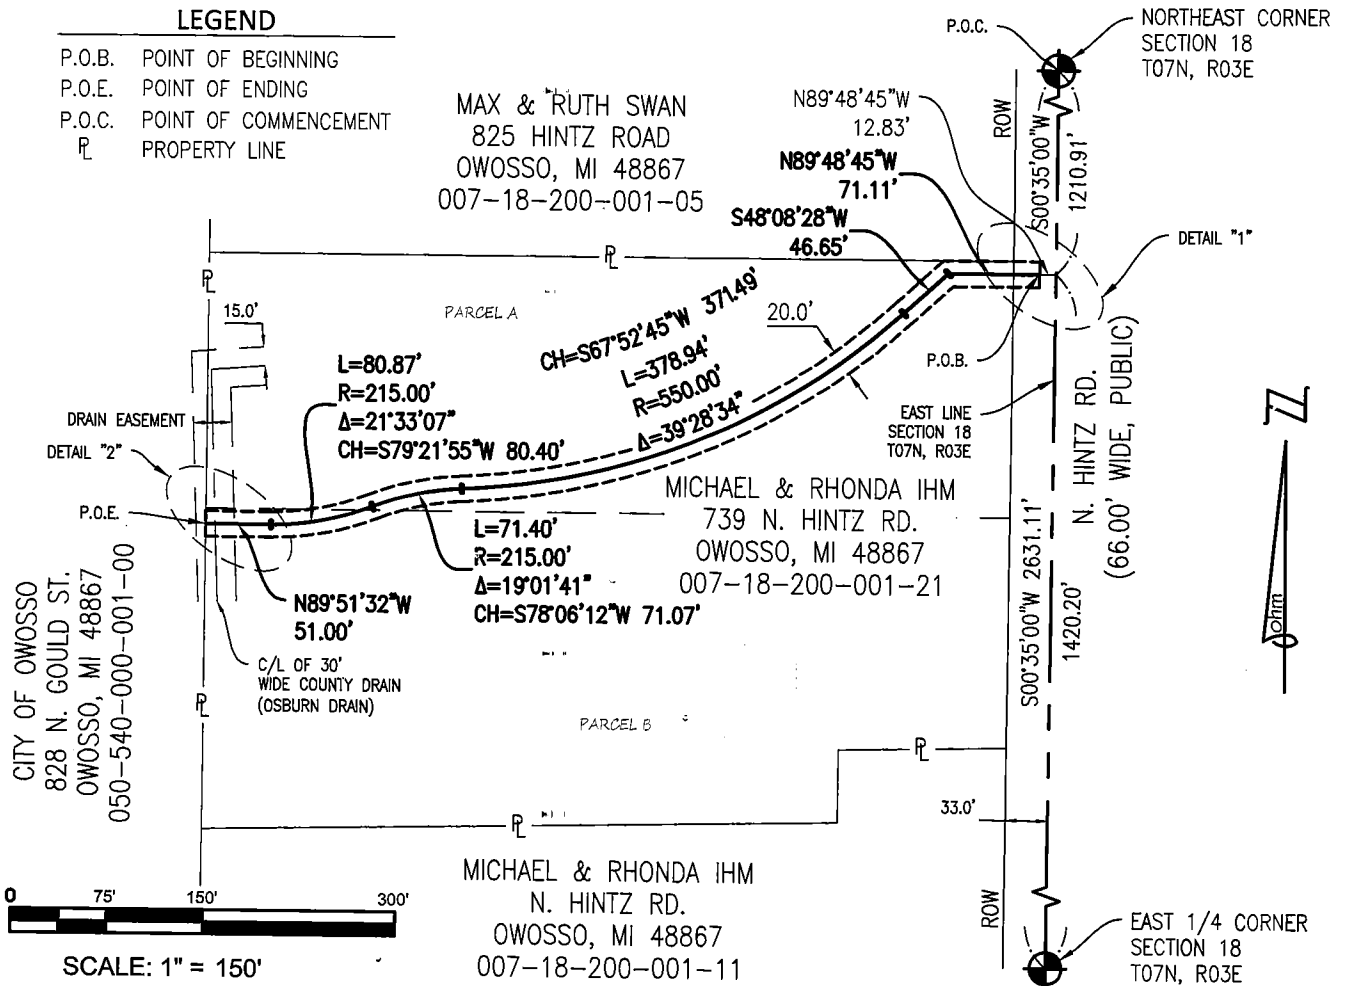 LEGEND
P.O.B. POINT OF BEGINNING
P.O.E. POINT OF ENDING
P.O.C. POINT OF COMMENCEMENT
PL PROPERTY LINE
MAX & RUTH SWAN
825 HINTZ ROAD
OWOSSO, MI 48867
007-18-200-001-05
P.O.C.
NORTHEAST CORNER
SECTION 18
T07N, R03E
N89°48'45"W
12.83'
N89°48'45"W
71.11'
S48°08'28"W
46.65'
ROW
S00°35'00"W
1210.91'
DETAIL "1"
PL
PL
15.0'
PARCEL A
CH=S67°52'45"W 371.49'
L=378.94'
R=550.00'
Δ=39°28'34"
20.0'
P.O.B.
L=80.87'
R=215.00'
Δ=21°33'07"
CH=S79°21'55"W 80.40'
DRAIN EASEMENT
DETAIL "2"
P.O.E.
EAST LINE
SECTION 18
T07N, R03E
N. HINTZ RD.
(66.00' WIDE, PUBLIC)
MICHAEL & RHONDA IHM
739 N. HINTZ RD.
OWOSSO, MI 48867
007-18-200-001-21
L=71.40'
R=215.00'
Δ=19°01'41"
CH=S78°06'12"W 71.07'
N89°51'32"W
51.00'
C/L OF 30'
WIDE COUNTY DRAIN
(OSBURN DRAIN)
CITY OF OWOSSO
828 N. GOULD ST.
OWOSSO, MI 48867
050-540-000-001-00
S00°35'00"W 2631.11'
1420.20'
Z
ohm
PL
PARCEL B
PL
33.0'
PL
MICHAEL & RHONDA IHM
N. HINTZ RD.
OWOSSO, MI 48867
007-18-200-001-11
ROW
EAST 1/4 CORNER
SECTION 18
T07N, R03E
0 75' 150' 300'
SCALE: 1" = 150'